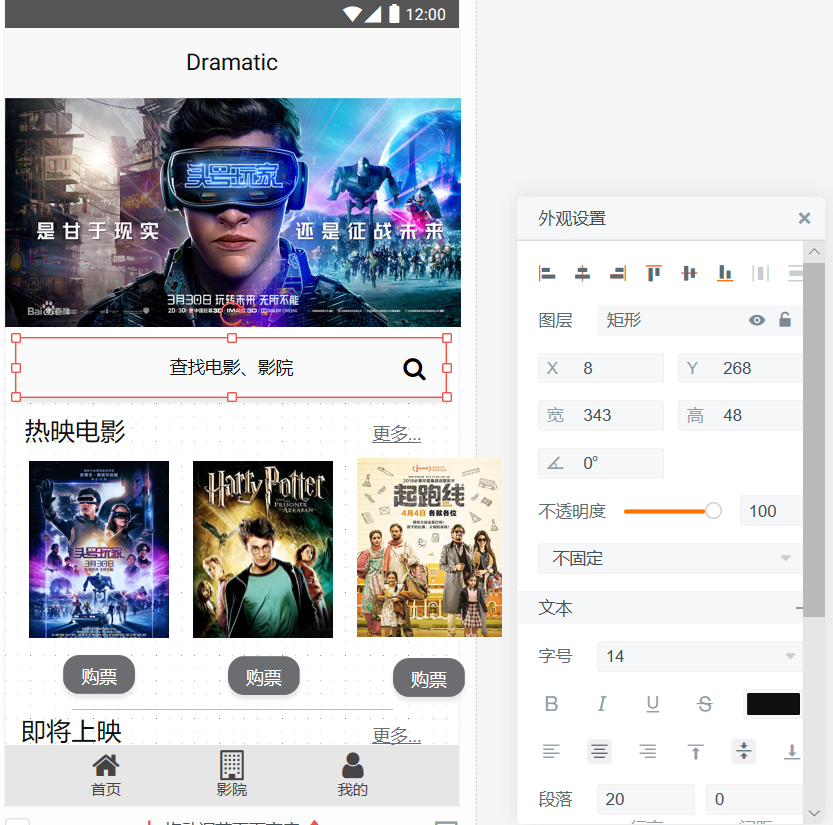 12:00
Dramatic
头号玩家
是甘于现实
还是征战未来
3月30日 玩转未来 无所不能
Bai
查找电影、影院
热映电影
更多...
头号玩家
3月30日
Harry Potter
PRISONER
AZKABAN
起跑线
4月4日 各就各位
购票
购票
购票
即将上映
更多...
首页
影院
我的
外观设置
图层
矩形
X
8
Y
268
宽
343
高
48
0°
不透明度
100
不固定
文本
字号
14
B
I
U
S
段落
20
0